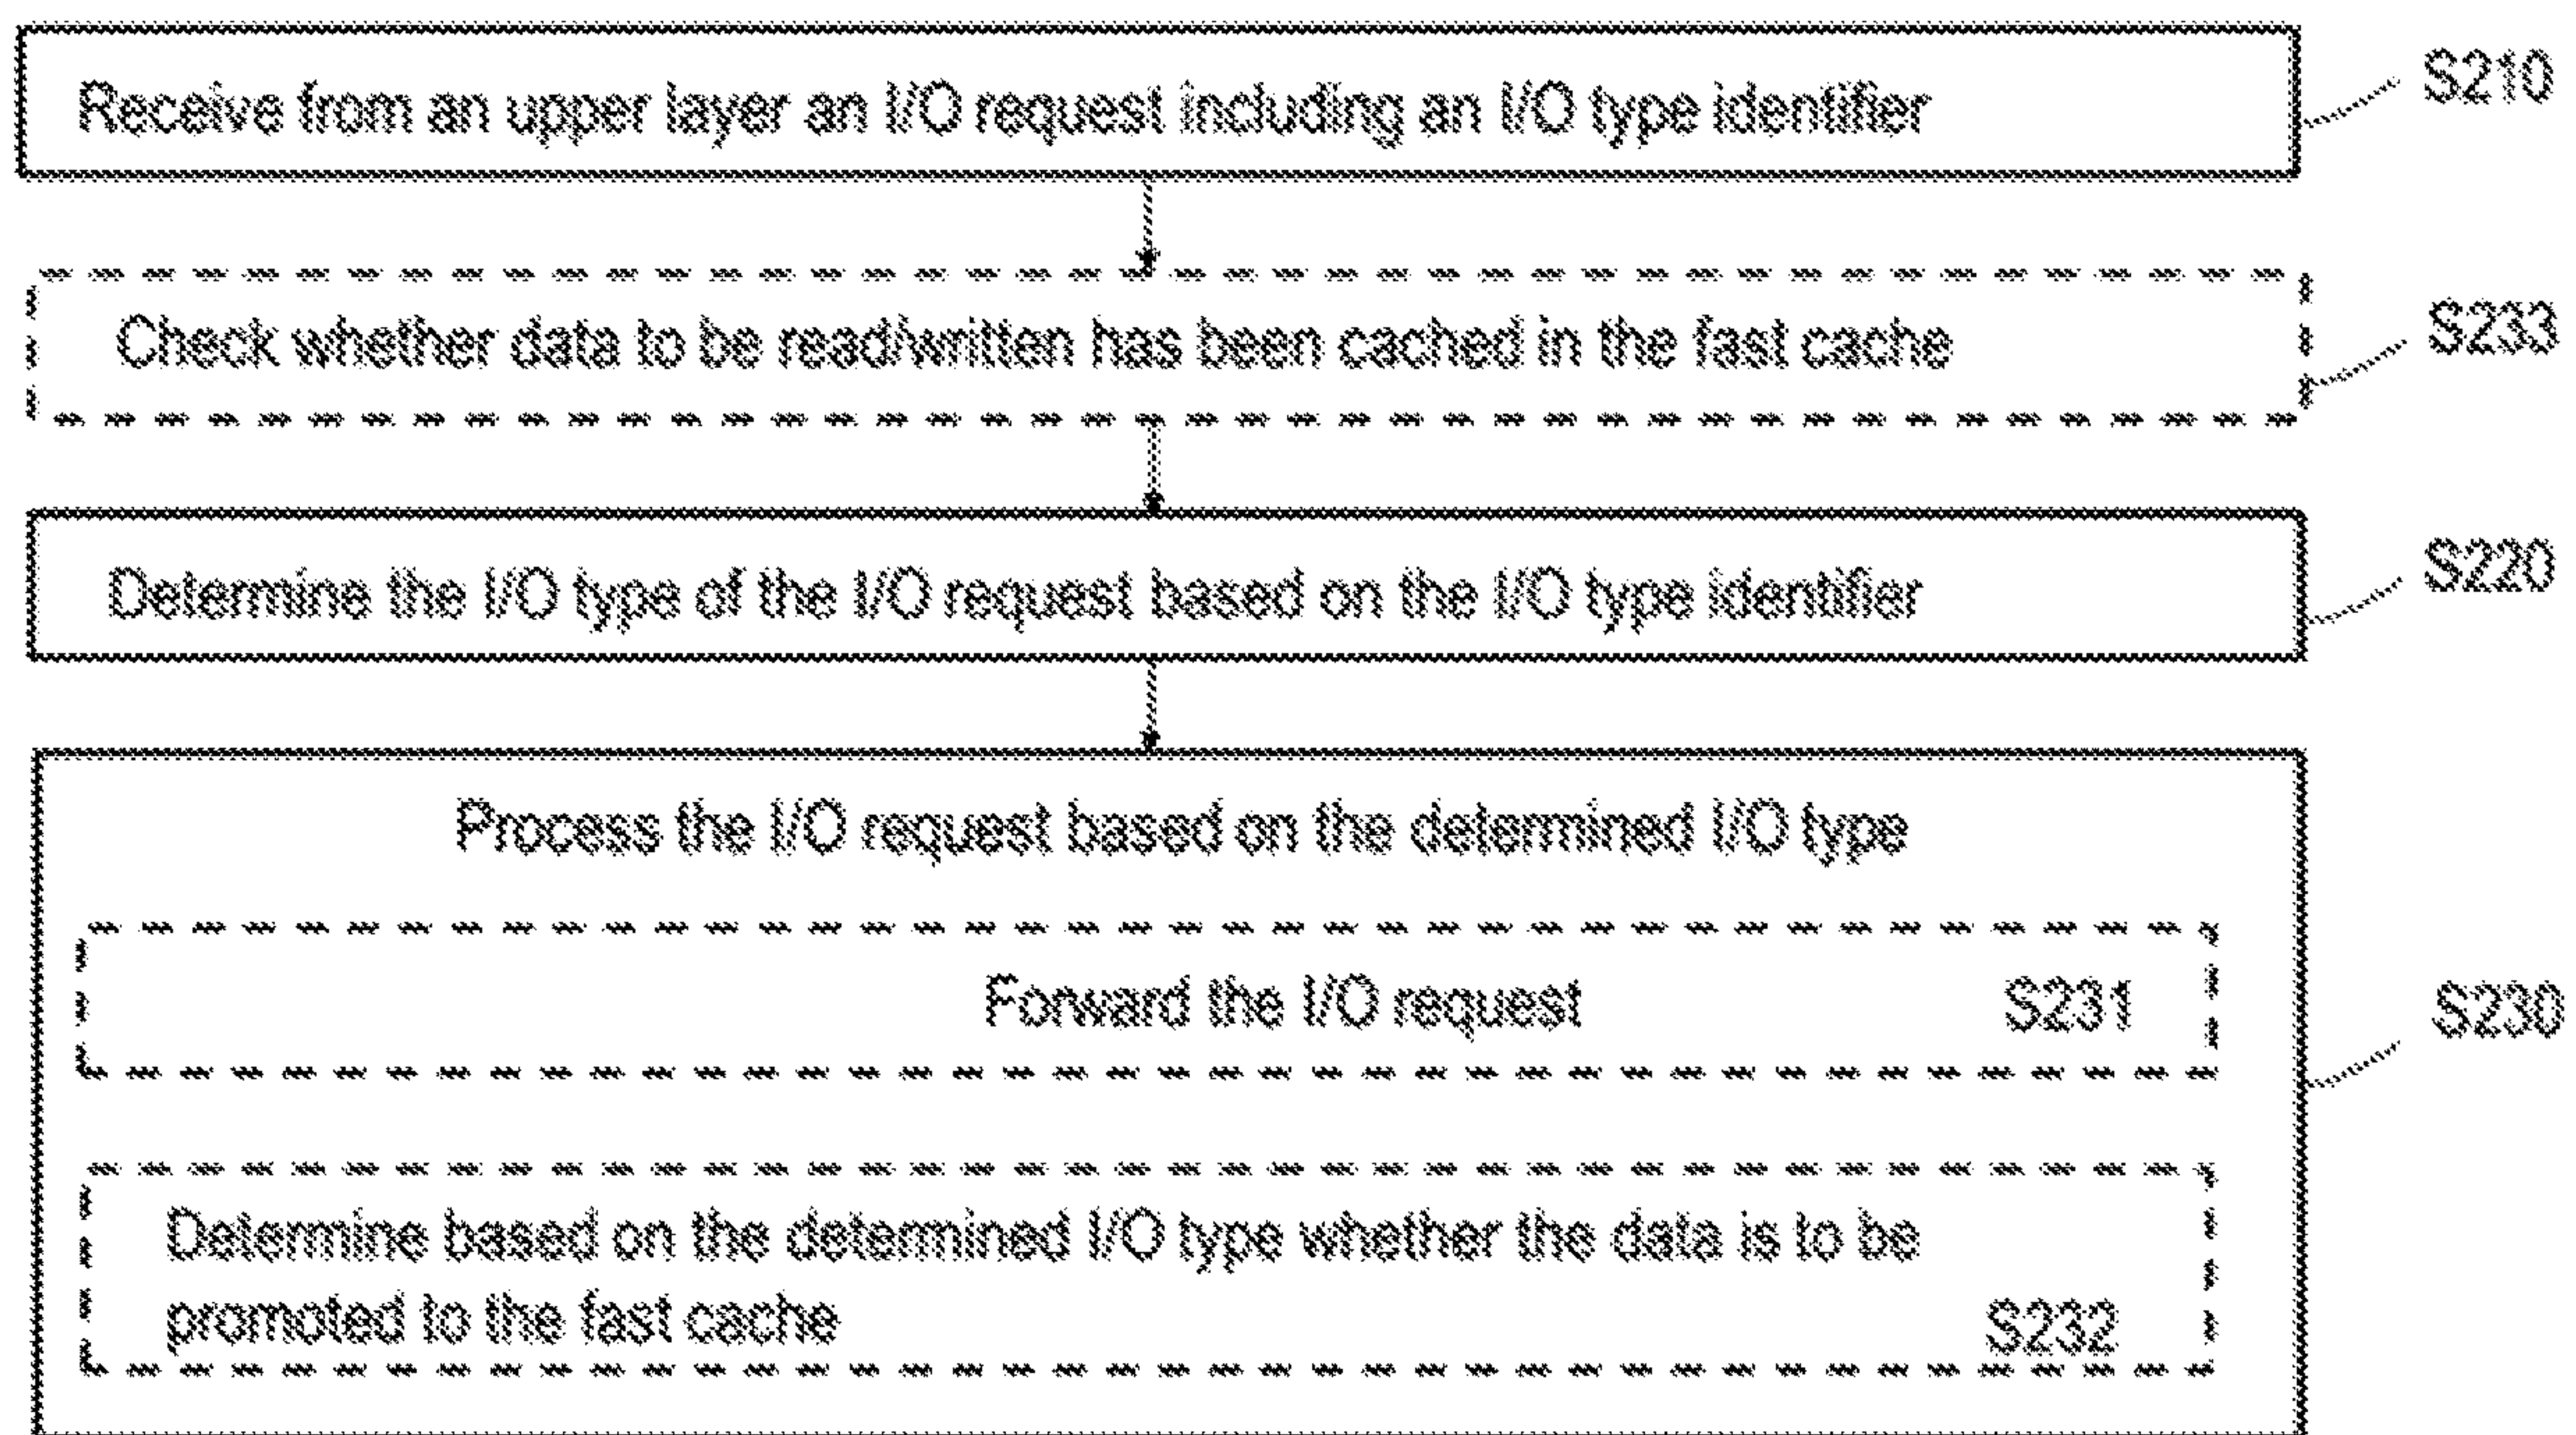 Receive from an upper layer an I/O request including an I/O type identifier S210
Check whether data to be read/written has been cached in the fast cache S233
Determine the I/O type of the I/O request based on the I/O type identifier S220
Process the I/O request based on the determined I/O type
Forward the I/O request S231 S230
Determine based on the determined I/O type whether the data is to be
promoted to the fast cache S232